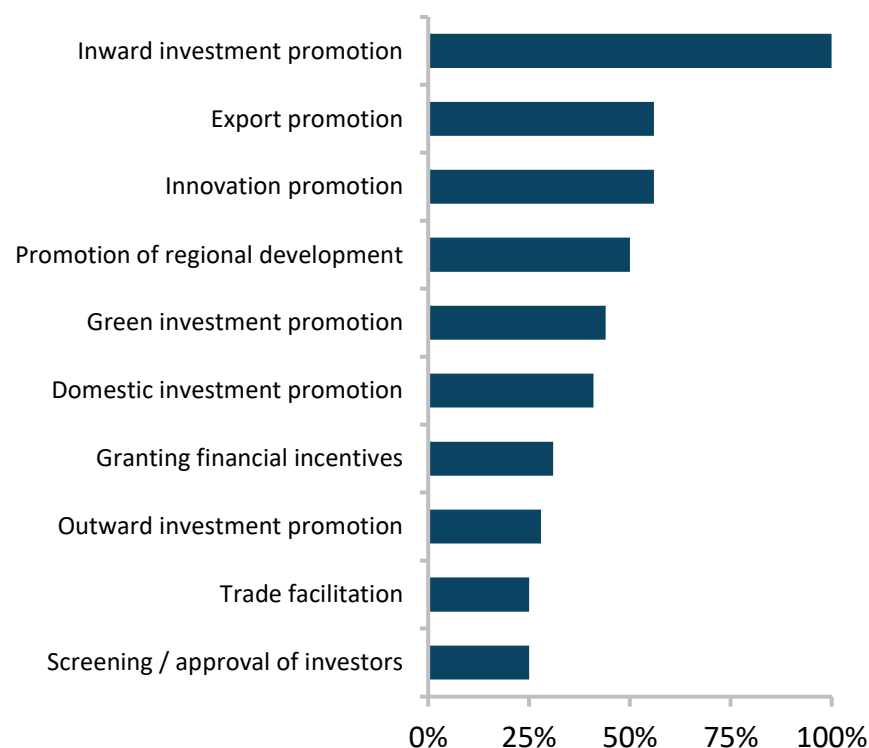 Inward investment promotion
Export promotion
Innovation promotion
Promotion of regional development
Green investment promotion
Domestic investment promotion
Granting financial incentives
Outward investment promotion
Trade facilitation
Screening / approval of investors
0% 25% 50% 75% 100%